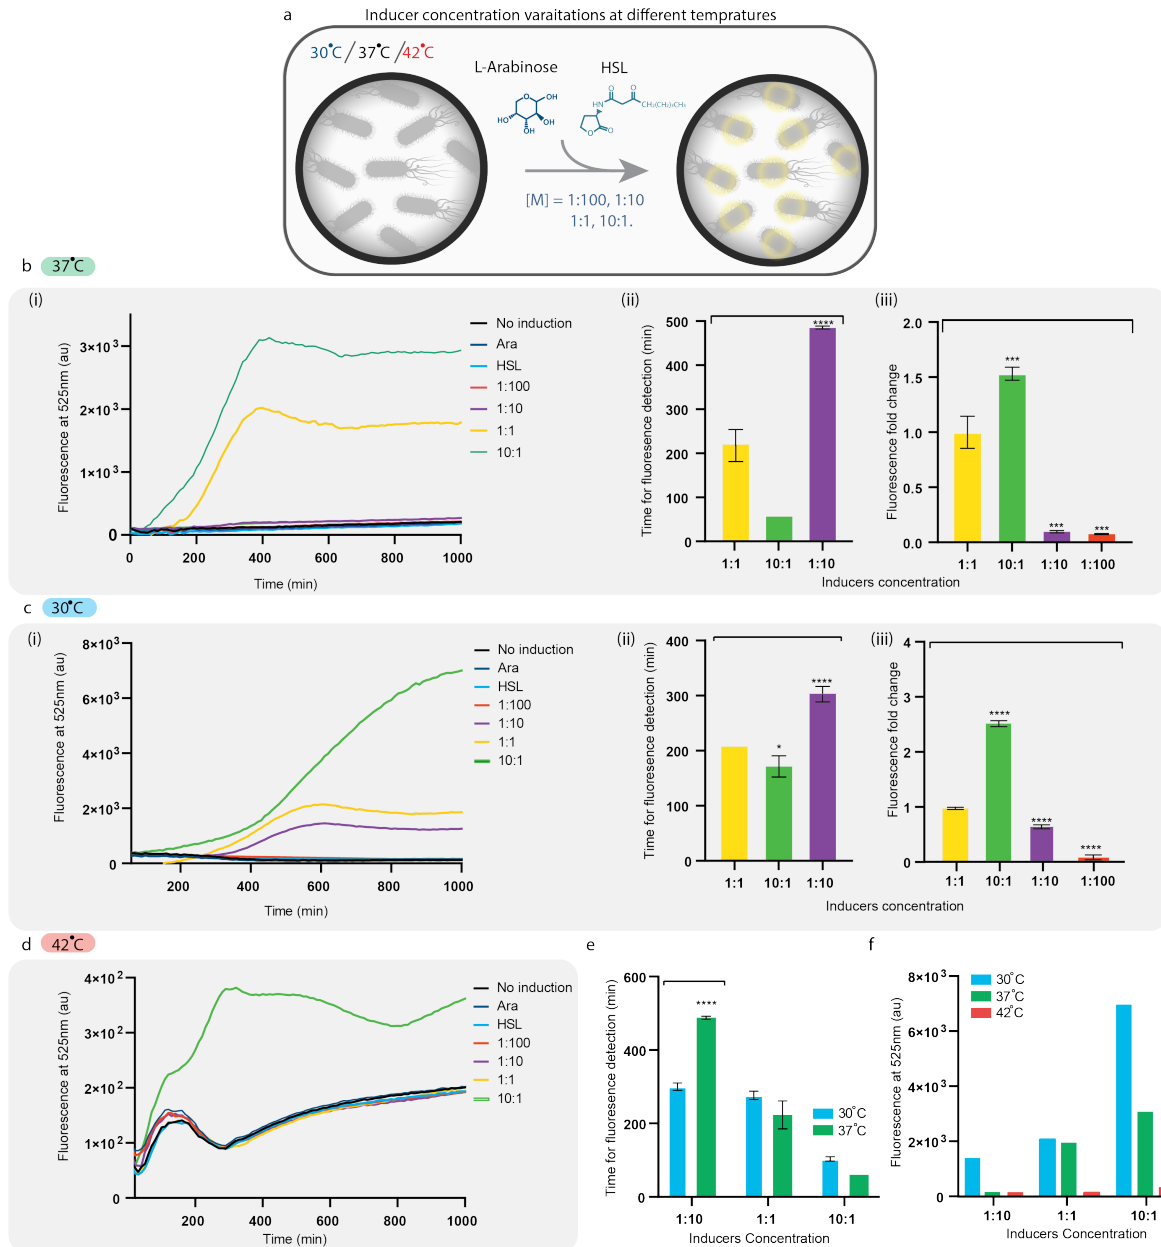 a
Inducer concentration varaitations at different tempratures
30°C / 37°C / 42°C
L-Arabinose
HSL
O
OH
HO
OH
OH
O
O
HN
CH₂(CH₂)₇CH₃
O
O
[M] = 1:100, 1:10
1:1, 10:1.
b
37°C
(i)
Fluorescence at 525nm (au)
3×10³
2×10³
1×10³
0
0
200
400
600
800
1000
Time (min)
No induction
Ara
HSL
1:100
1:10
1:1
10:1
(ii)
Time for fluoresence detection (min)
500
400
300
200
100
0
****
1:1
10:1
1:10
(iii)
Fluorescence fold change
2.0
1.5
1.0
0.5
0.0
***
***
***
1:1
10:1
1:10
1:100
Inducers concentration
c
30°C
(i)
Fluorescence at 525nm (au)
8×10³
6×10³
4×10³
2×10³
0
200
400
600
800
1000
Time (min)
No induction
Ara
HSL
1:100
1:10
1:1
10:1
(ii)
Time for fluoresence detection (min)
400
300
200
100
0
*
****
1:1
10:1
1:10
(iii)
Fluorescence fold change
4
3
2
1
0
****
****
****
1:1
10:1
1:10
1:100
Inducers concentration
d
42°C
Fluorescence at 525nm (au)
4×10²
3×10²
2×10²
1×10²
0
200
400
600
800
1000
Time (min)
No induction
Ara
HSL
1:100
1:10
1:1
10:1
e
Time for fluoresence detection (min)
600
400
200
0
****
30°C
37°C
1:10
1:1
10:1
Inducers Concentration
f
Fluorescence at 525nm (au)
8×10³
6×10³
4×10³
2×10³
0
30°C
37°C
42°C
1:10
1:1
10:1
Inducers Concentration